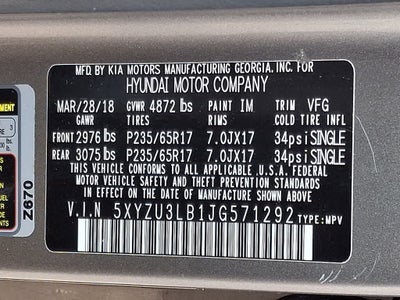 MFD. BY KIA MOTORS MANUFACTURING GEORGIA, INC. FOR
HYUNDAI MOTOR COMPANY
MAR/28/18 GVWR 4872 lbs PAINT IM TRIM VFG
GAWR TIRES RIMS COLD TIRE INFL
FRONT 2976 lbs P235/65R17 7.0JX17 34psi SINGLE
REAR 3075 lbs P235/65R17 7.0JX17 34psi SINGLE
THIS VEHICLE CONFORMS TO ALL APPLICABLE U.S.A. FEDERAL
MOTOR VEHICLE SAFETY AND THEFT PREVENTION STANDARDS
IN EFFECT ON THE DATE OF MANUFACTURE SHOWN ABOVE.
V.I.N 5XYZU3LB1JG571292 TYPE:MPV
Z670